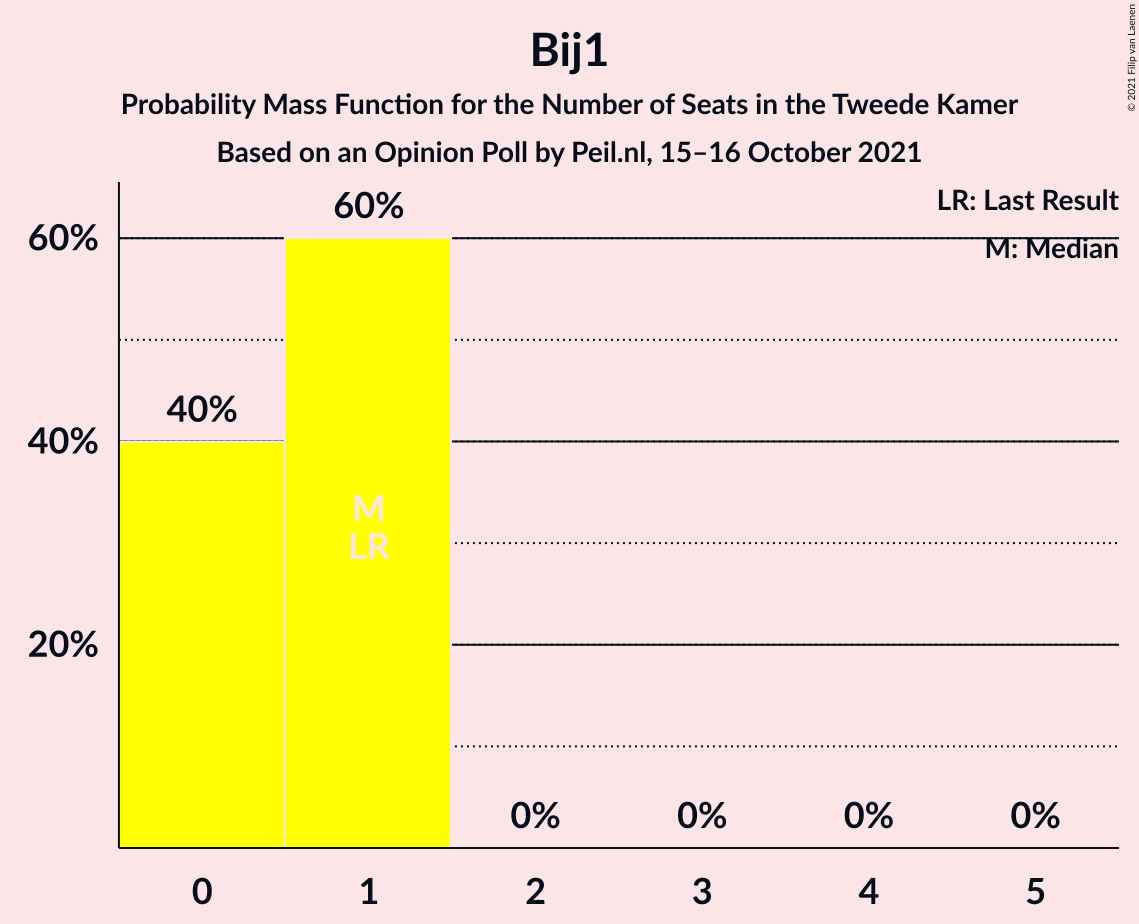 Bij1
Probability Mass Function for the Number of Seats in the Tweede Kamer
Based on an Opinion Poll by Peil.nl, 15–16 October 2021
© 2021 Filip van Laenen
LR: Last Result
M: Median
60%
40%
20%
40%
60%
M
LR
0%
0%
0%
0%
0
1
2
3
4
5